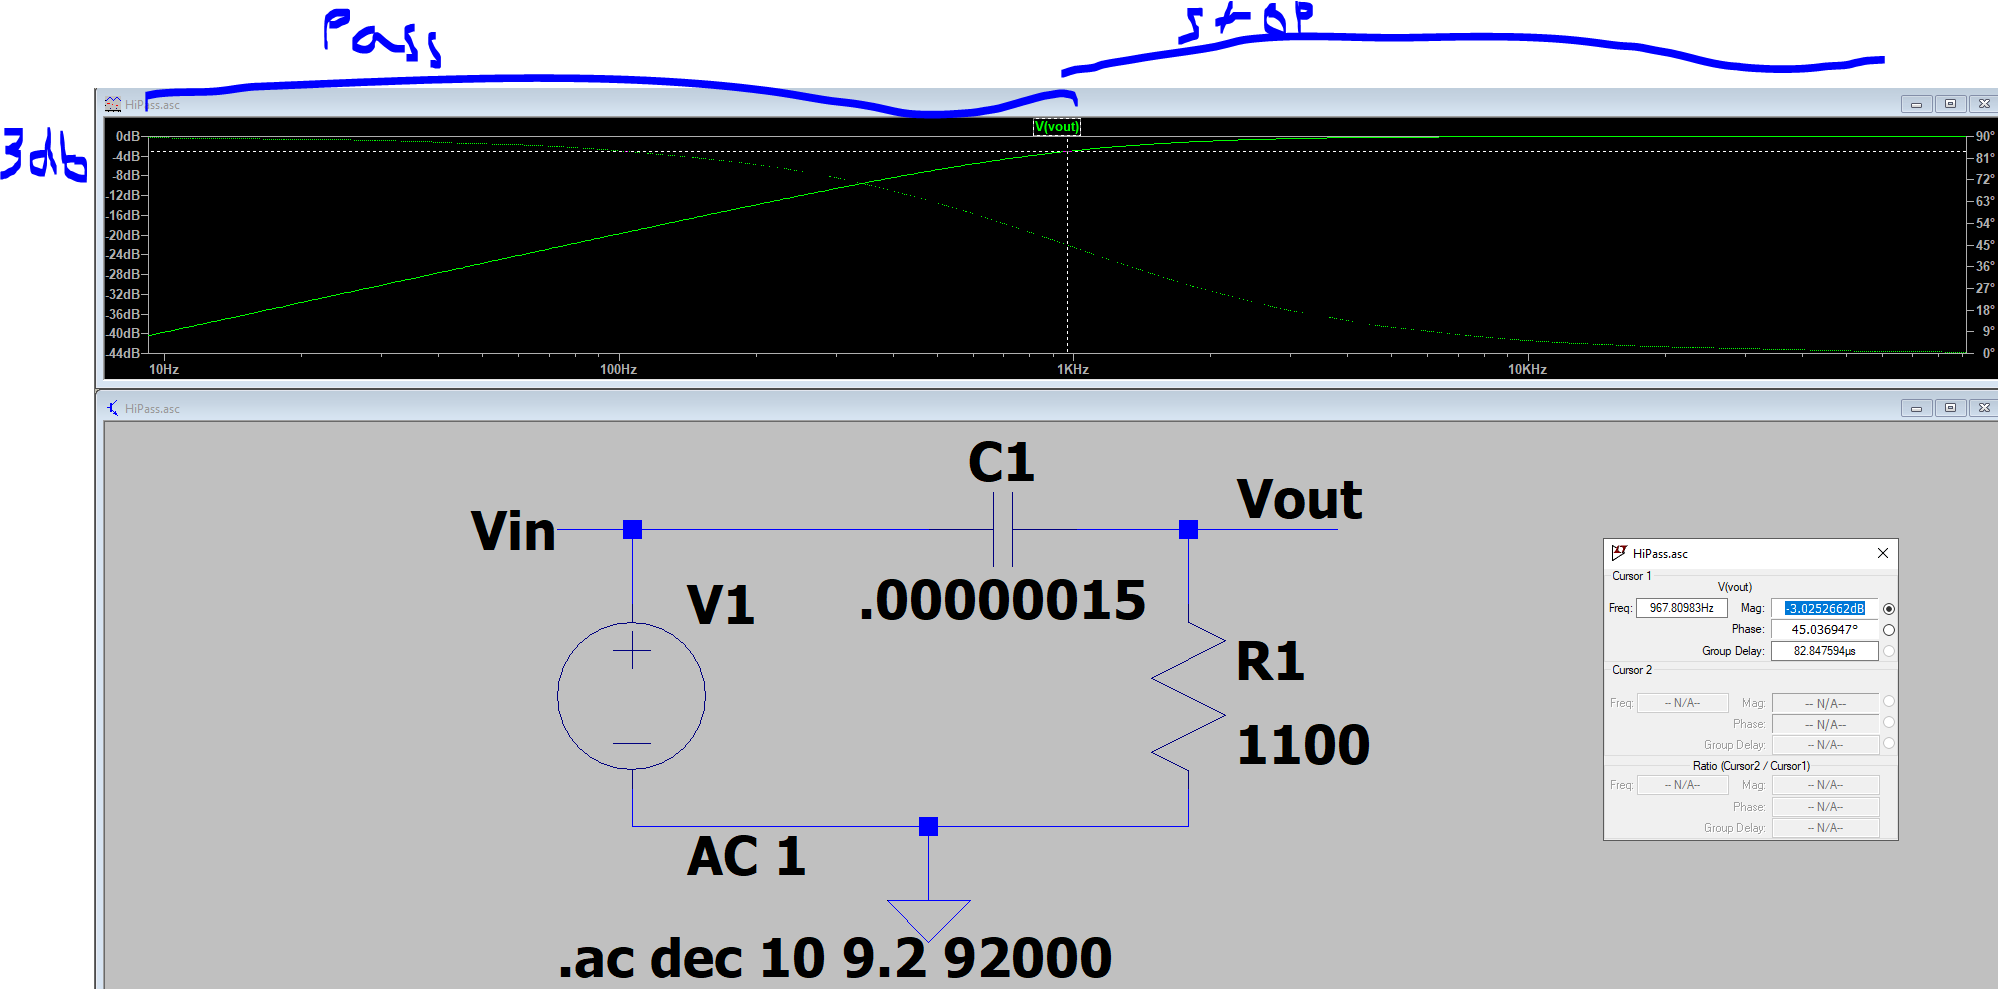 Pass
stop
HiPass.asc
3db
V(vout)
0dB
-4dB
-8dB
-12dB
-16dB
-20dB
-24dB
-28dB
-32dB
-36dB
-40dB
-44dB
90°
81°
72°
63°
54°
45°
36°
27°
18°
9°
0°
10Hz 100Hz 1KHz 10KHz
HiPass.asc
C1
Vin
Vout
V1
.00000015
R1
1100
AC 1
.ac dec 10 9.2 92000
HiPass.asc
Cursor 1
V(vout)
Freq: 967.80983Hz Mag: -3.0252662dB
Phase: 45.036947°
Group Delay: 82.847594µs
Cursor 2
Freq: -- N/A-- Mag: -- N/A--
Phase: -- N/A--
Group Delay: -- N/A--
Ratio (Cursor2 / Cursor1)
Freq: -- N/A-- Mag: -- N/A--
Phase: -- N/A--
Group Delay: -- N/A--